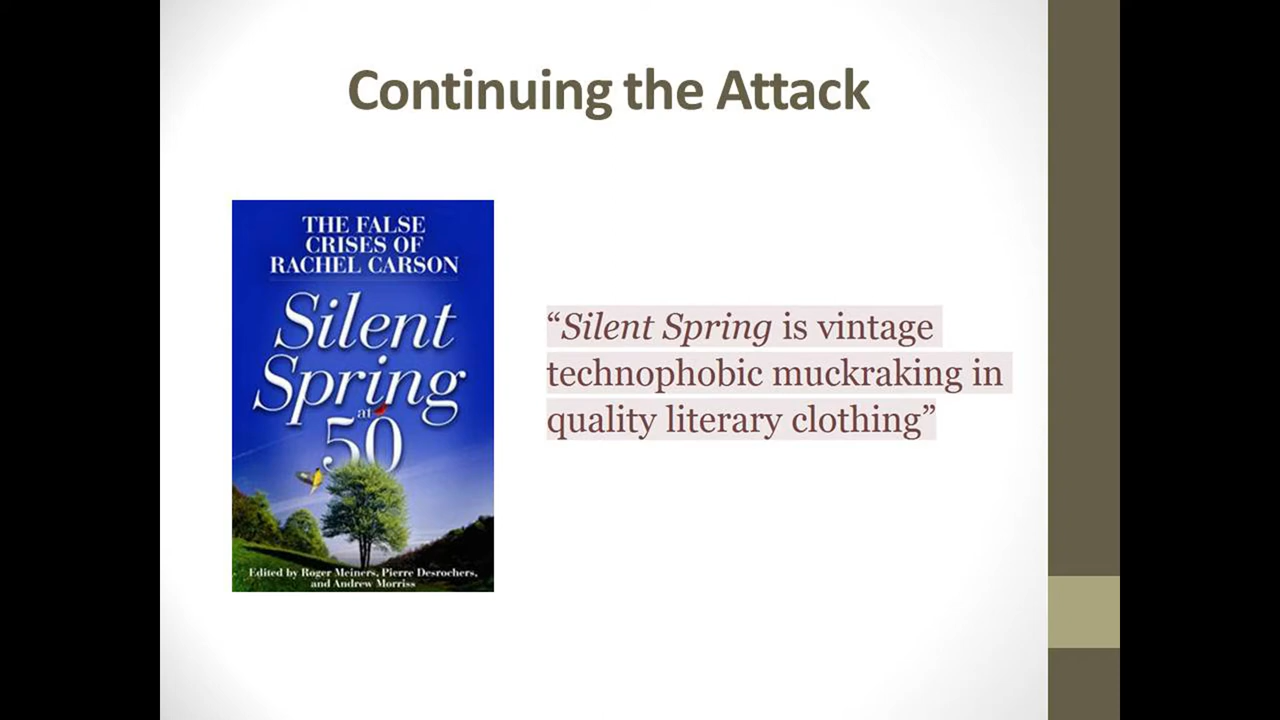 Continuing the Attack
THE FALSE
CRISES OF
RACHEL CARSON
Silent
Spring
at
50
Edited by Roger Meiners, Pierre Desrochers,
and Andrew Morriss
“Silent Spring is vintage
technophobic muckraking in
quality literary clothing”